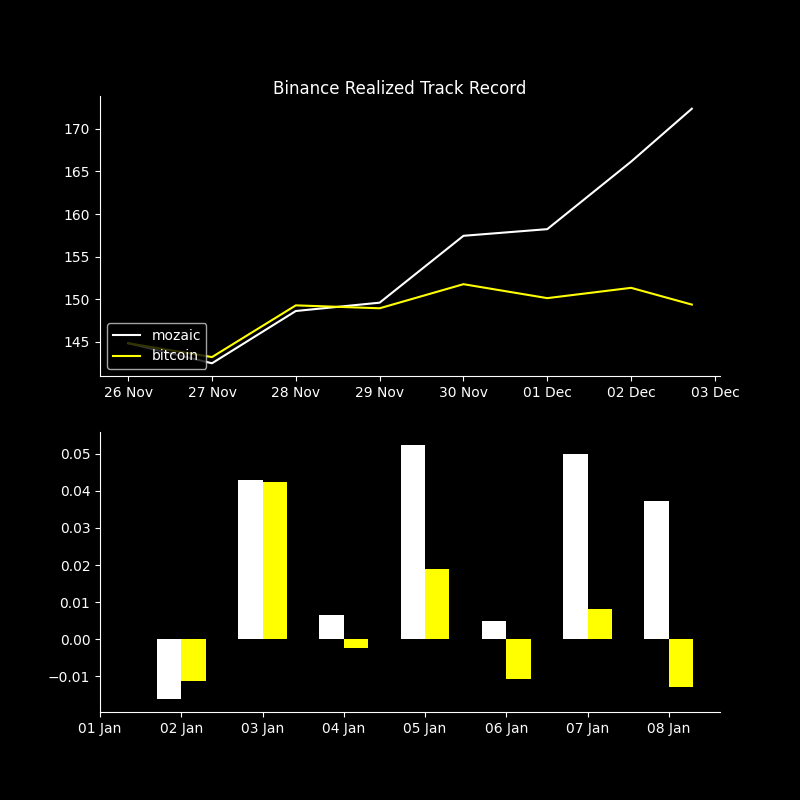 Binance Realized Track Record
170
165
160
155
150
145
mozaic
bitcoin
26 Nov 27 Nov 28 Nov 29 Nov 30 Nov 01 Dec 02 Dec 03 Dec
0.05
0.04
0.03
0.02
0.01
0.00
−0.01
01 Jan 02 Jan 03 Jan 04 Jan 05 Jan 06 Jan 07 Jan 08 Jan